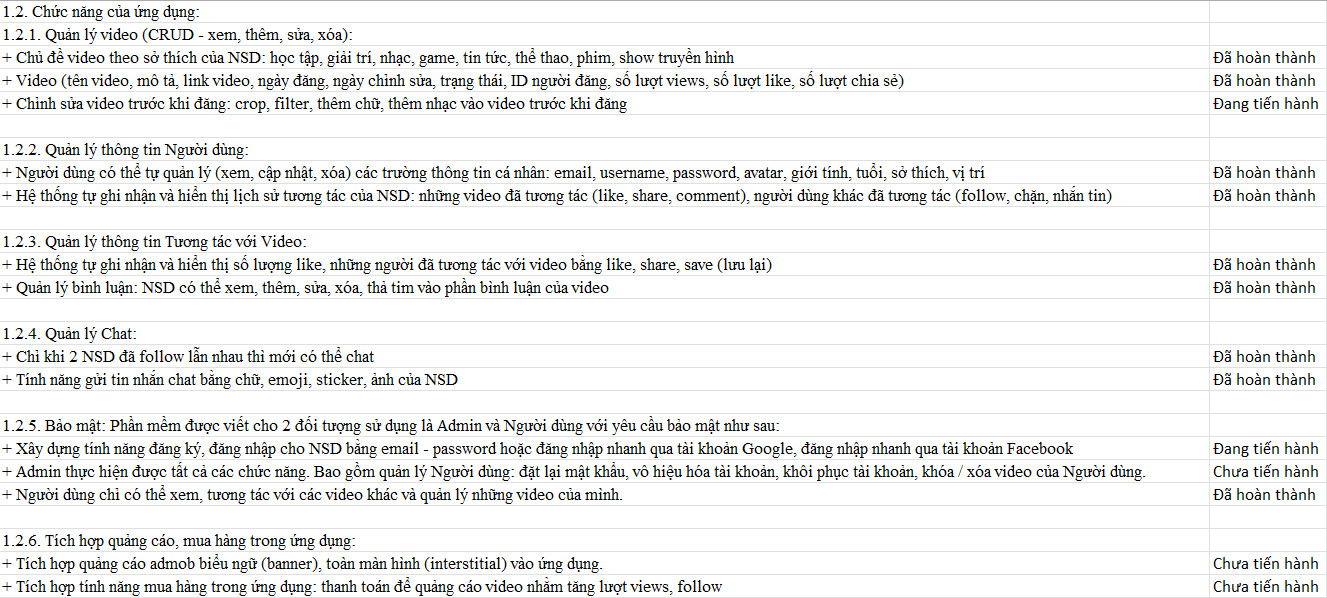 1.2. Chức năng của ứng dụng:
1.2.1. Quản lý video (CRUD - xem, thêm, sửa, xóa):
+ Chủ đề video theo sở thích của NSD: học tập, giải trí, nhạc, game, tin tức, thể thao, phim, show truyền hình Đã hoàn thành
+ Video (tên video, mô tả, link video, ngày đăng, ngày chỉnh sửa, trạng thái, ID người đăng, số lượt views, số lượt like, số lượt chia sẻ) Đã hoàn thành
+ Chỉnh sửa video trước khi đăng: crop, filter, thêm chữ, thêm nhạc vào video trước khi đăng Đang tiến hành
1.2.2. Quản lý thông tin Người dùng:
+ Người dùng có thể tự quản lý (xem, cập nhật, xóa) các trường thông tin cá nhân: email, username, password, avatar, giới tính, tuổi, sở thích, vị trí Đã hoàn thành
+ Hệ thống tự ghi nhận và hiển thị lịch sử tương tác của NSD: những video đã tương tác (like, share, comment), người dùng khác đã tương tác (follow, chặn, nhắn tin) Đã hoàn thành
1.2.3. Quản lý thông tin Tương tác với Video:
+ Hệ thống tự ghi nhận và hiển thị số lượng like, những người đã tương tác với video bằng like, share, save (lưu lại) Đã hoàn thành
+ Quản lý bình luận: NSD có thể xem, thêm, sửa, xóa, thả tim vào phần bình luận của video Đã hoàn thành
1.2.4. Quản lý Chat:
+ Chỉ khi 2 NSD đã follow lẫn nhau thì mới có thể chat Đã hoàn thành
+ Tính năng gửi tin nhắn chat bằng chữ, emoji, sticker, ảnh của NSD Đã hoàn thành
1.2.5. Bảo mật: Phần mềm được viết cho 2 đối tượng sử dụng là Admin và Người dùng với yêu cầu bảo mật như sau:
+ Xây dựng tính năng đăng ký, đăng nhập cho NSD bằng email - password hoặc đăng nhập nhanh qua tài khoản Google, đăng nhập nhanh qua tài khoản Facebook Đang tiến hành
+ Admin thực hiện được tất cả các chức năng. Bao gồm quản lý Người dùng: đặt lại mật khẩu, vô hiệu hóa tài khoản, khôi phục tài khoản, khóa / xóa video của Người dùng. Chưa tiến hành
+ Người dùng chỉ có thể xem, tương tác với các video khác và quản lý những video của mình. Đã hoàn thành
1.2.6. Tích hợp quảng cáo, mua hàng trong ứng dụng:
+ Tích hợp quảng cáo admob biểu ngữ (banner), toàn màn hình (interstitial) vào ứng dụng. Chưa tiến hành
+ Tích hợp tính năng mua hàng trong ứng dụng: thanh toán để quảng cáo video nhằm tăng lượt views, follow Chưa tiến hành